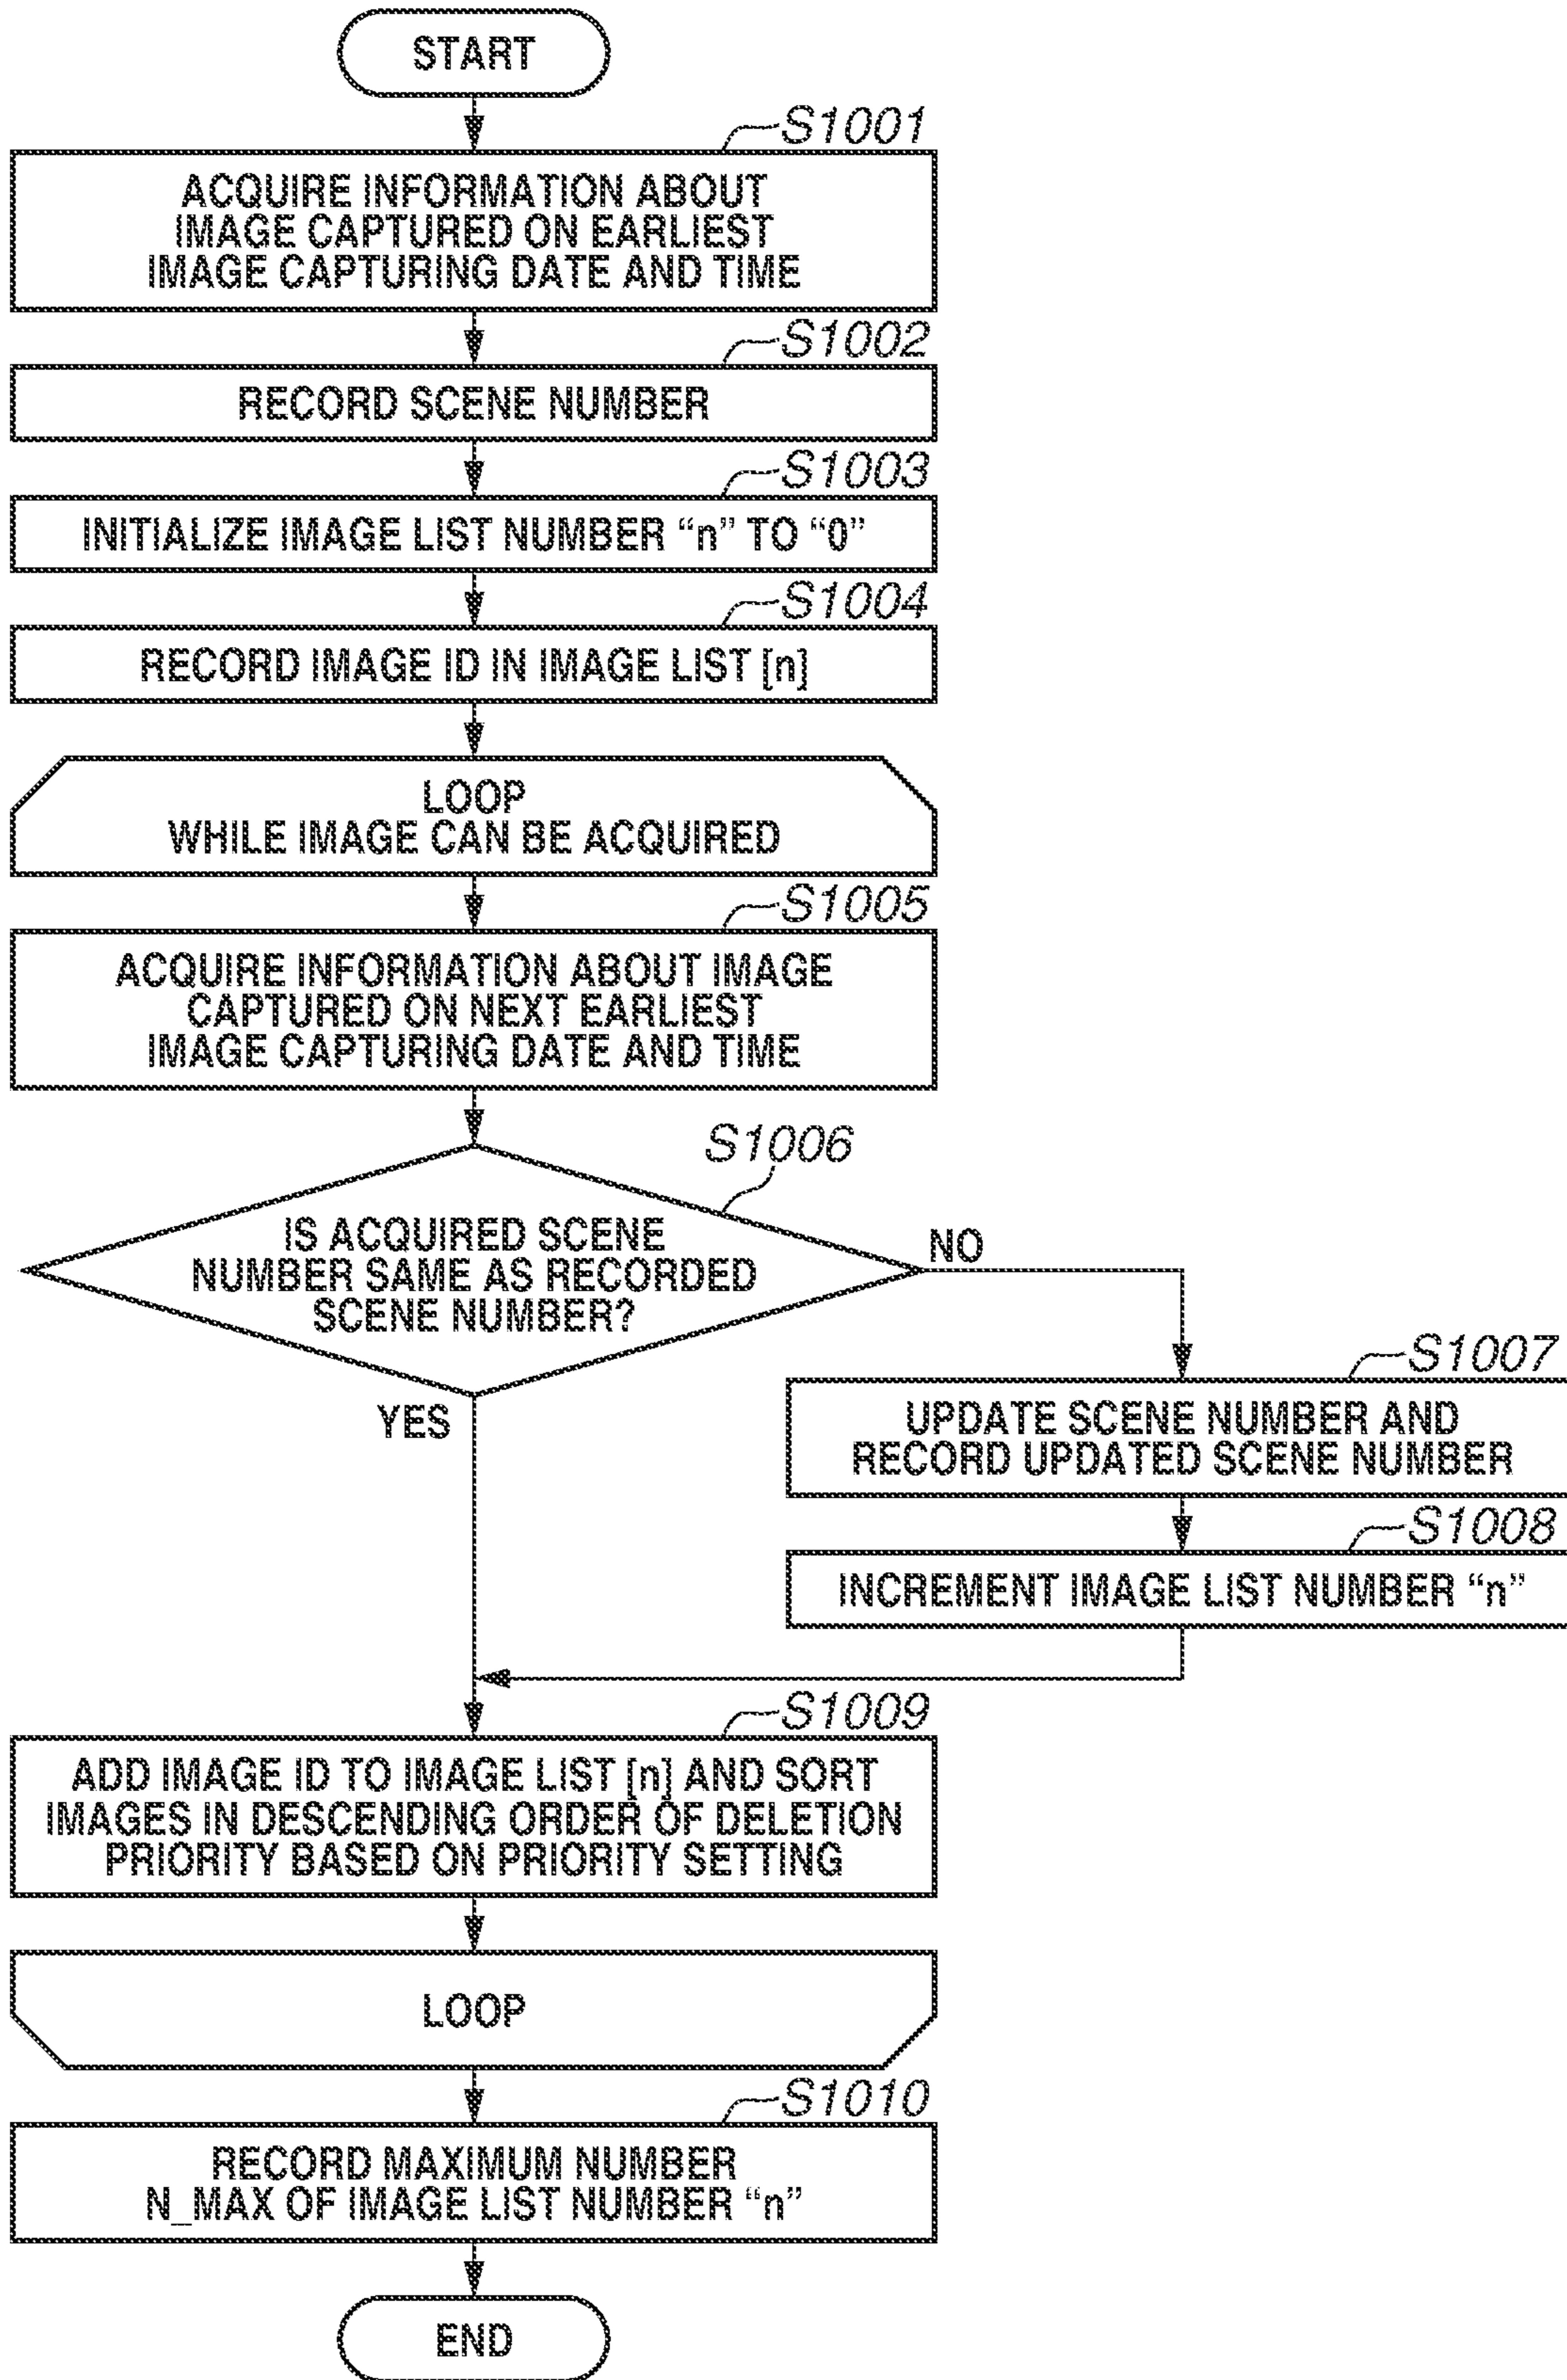 START
S1001
ACQUIRE INFORMATION ABOUT
IMAGE CAPTURED ON EARLIEST
IMAGE CAPTURING DATE AND TIME
S1002
RECORD SCENE NUMBER
S1003
INITIALIZE IMAGE LIST NUMBER “n” TO “0”
S1004
RECORD IMAGE ID IN IMAGE LIST [n]
LOOP
WHILE IMAGE CAN BE ACQUIRED
S1005
ACQUIRE INFORMATION ABOUT IMAGE
CAPTURED ON NEXT EARLIEST
IMAGE CAPTURING DATE AND TIME
S1006
IS ACQUIRED SCENE
NUMBER SAME AS RECORDED
SCENE NUMBER?
NO
YES
S1007
UPDATE SCENE NUMBER AND
RECORD UPDATED SCENE NUMBER
S1008
INCREMENT IMAGE LIST NUMBER “n”
S1009
ADD IMAGE ID TO IMAGE LIST [n] AND SORT
IMAGES IN DESCENDING ORDER OF DELETION
PRIORITY BASED ON PRIORITY SETTING
LOOP
S1010
RECORD MAXIMUM NUMBER
N_MAX OF IMAGE LIST NUMBER “n”
END